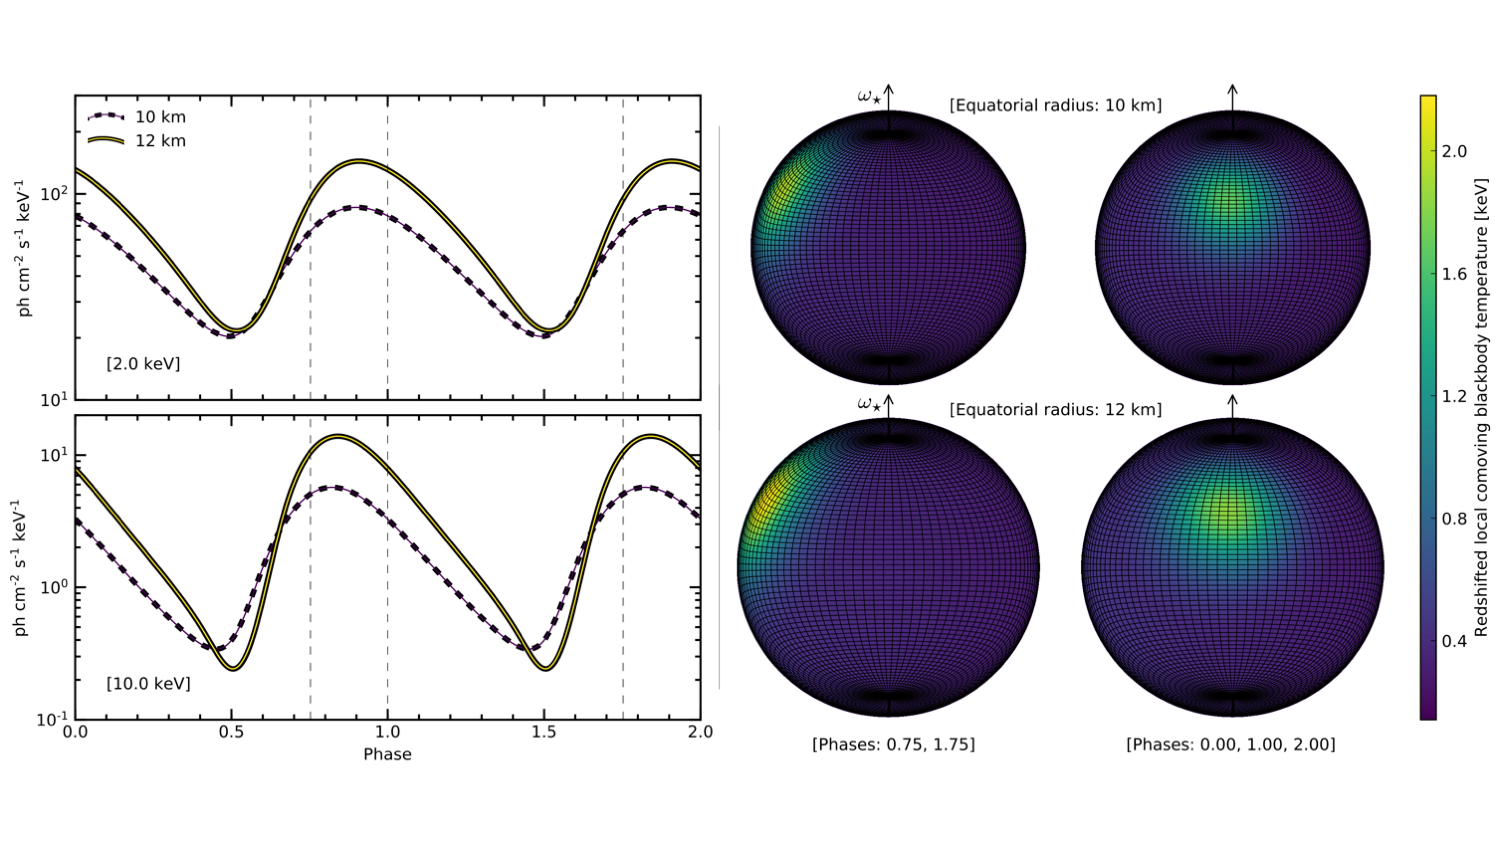 10 km
12 km
10²
10¹
[2.0 keV]
ph cm⁻² s⁻¹ keV⁻¹
10¹
10⁰
10⁻¹
[10.0 keV]
ph cm⁻² s⁻¹ keV⁻¹
0.0 0.5 1.0 1.5 2.0
Phase
ω⋆
[Equatorial radius: 10 km]
ω⋆
[Equatorial radius: 12 km]
[Phases: 0.75, 1.75]
[Phases: 0.00, 1.00, 2.00]
2.0
1.6
1.2
0.8
0.4
Redshifted local comoving blackbody temperature [keV]